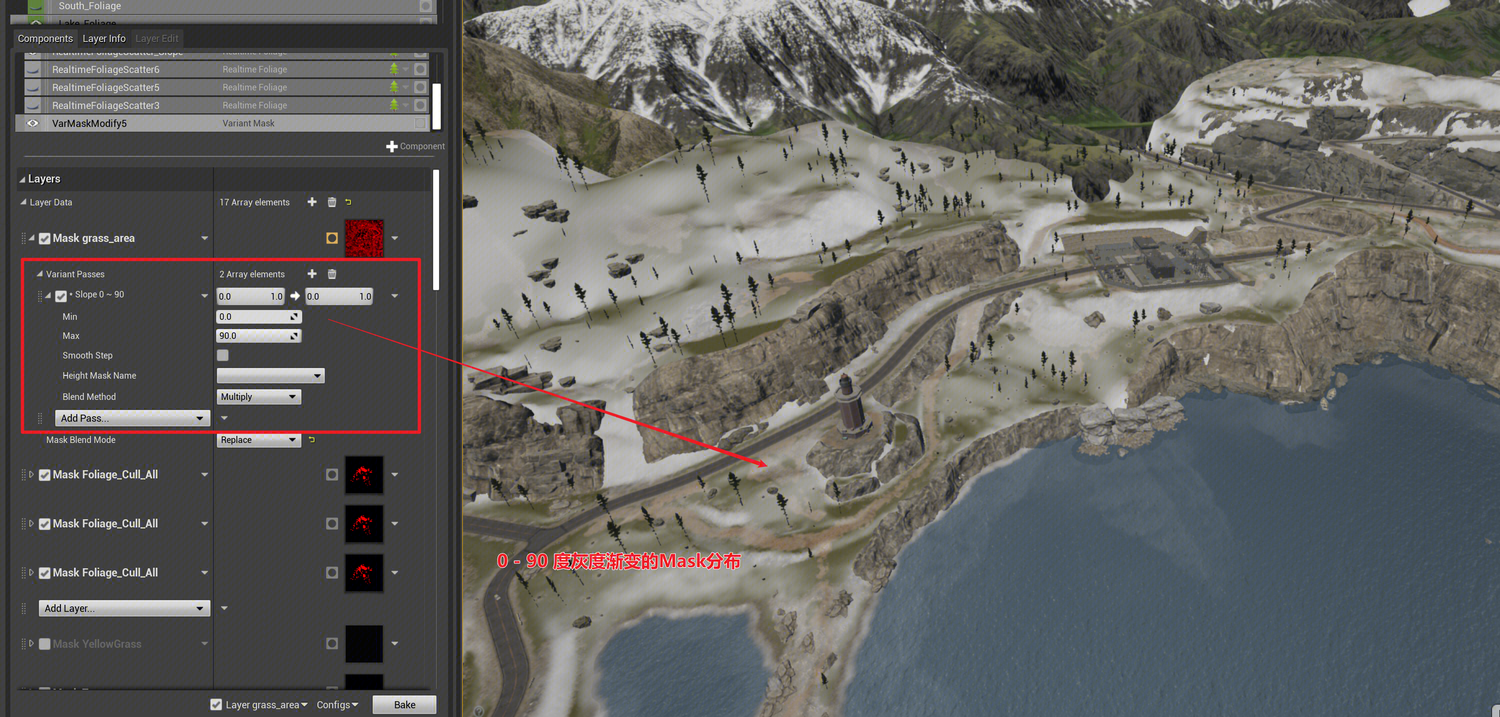 South_Foliage
Lake_Foliage
Components Layer Info Layer Edit
RealtimeFoliageScatter_Slope Realtime Foliage
RealtimeFoliageScatter6 Realtime Foliage
RealtimeFoliageScatter5 Realtime Foliage
RealtimeFoliageScatter3 Realtime Foliage
VarMaskModify5 Variant Mask
Component
Layers
Layer Data 17 Array elements
Mask grass_area
Variant Passes 2 Array elements
* Slope 0 ~ 90 0.0 1.0 0.0 1.0
Min 0.0
Max 90.0
Smooth Step
Height Mask Name
Blend Method Multiply
Add Pass...
Mask Blend Mode Replace
Mask Foliage_Cull_All
Mask Foliage_Cull_All
Mask Foliage_Cull_All
Add Layer...
Mask YellowGrass
Layer grass_area Configs Bake
0 - 90 度灰度渐变的Mask分布